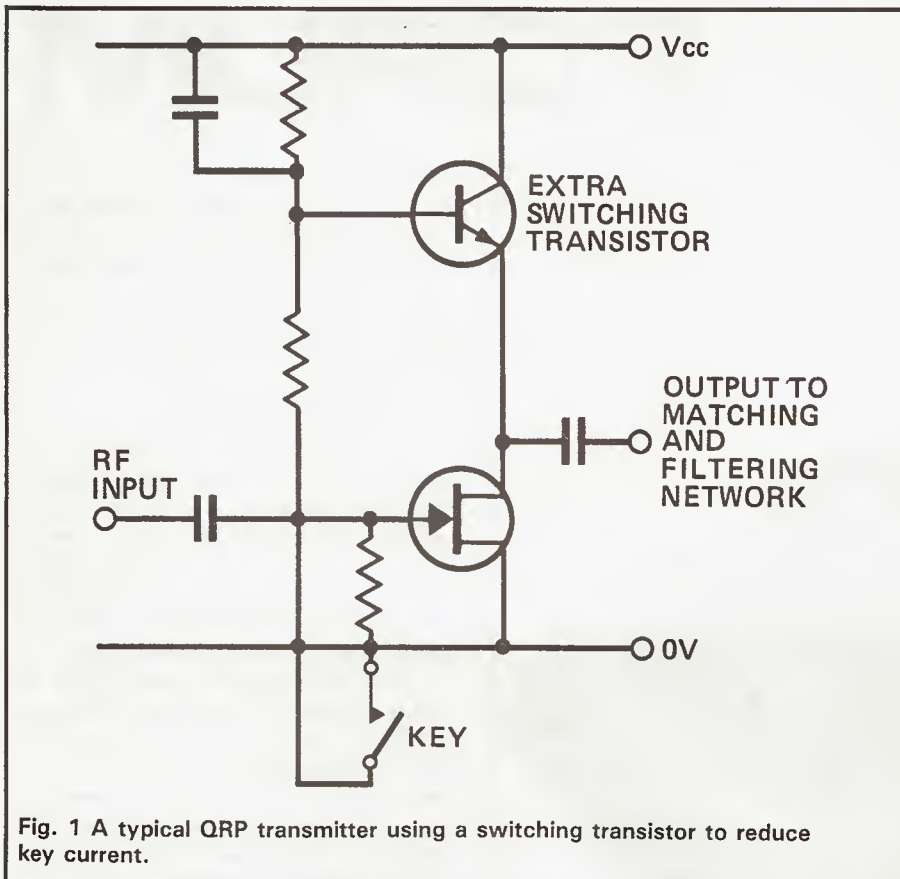 Vcc
EXTRA
SWITCHING
TRANSISTOR
OUTPUT TO
MATCHING
AND
FILTERING
NETWORK
RF
INPUT
0V
KEY
Fig. 1 A typical QRP transmitter using a switching transistor to reduce
key current.